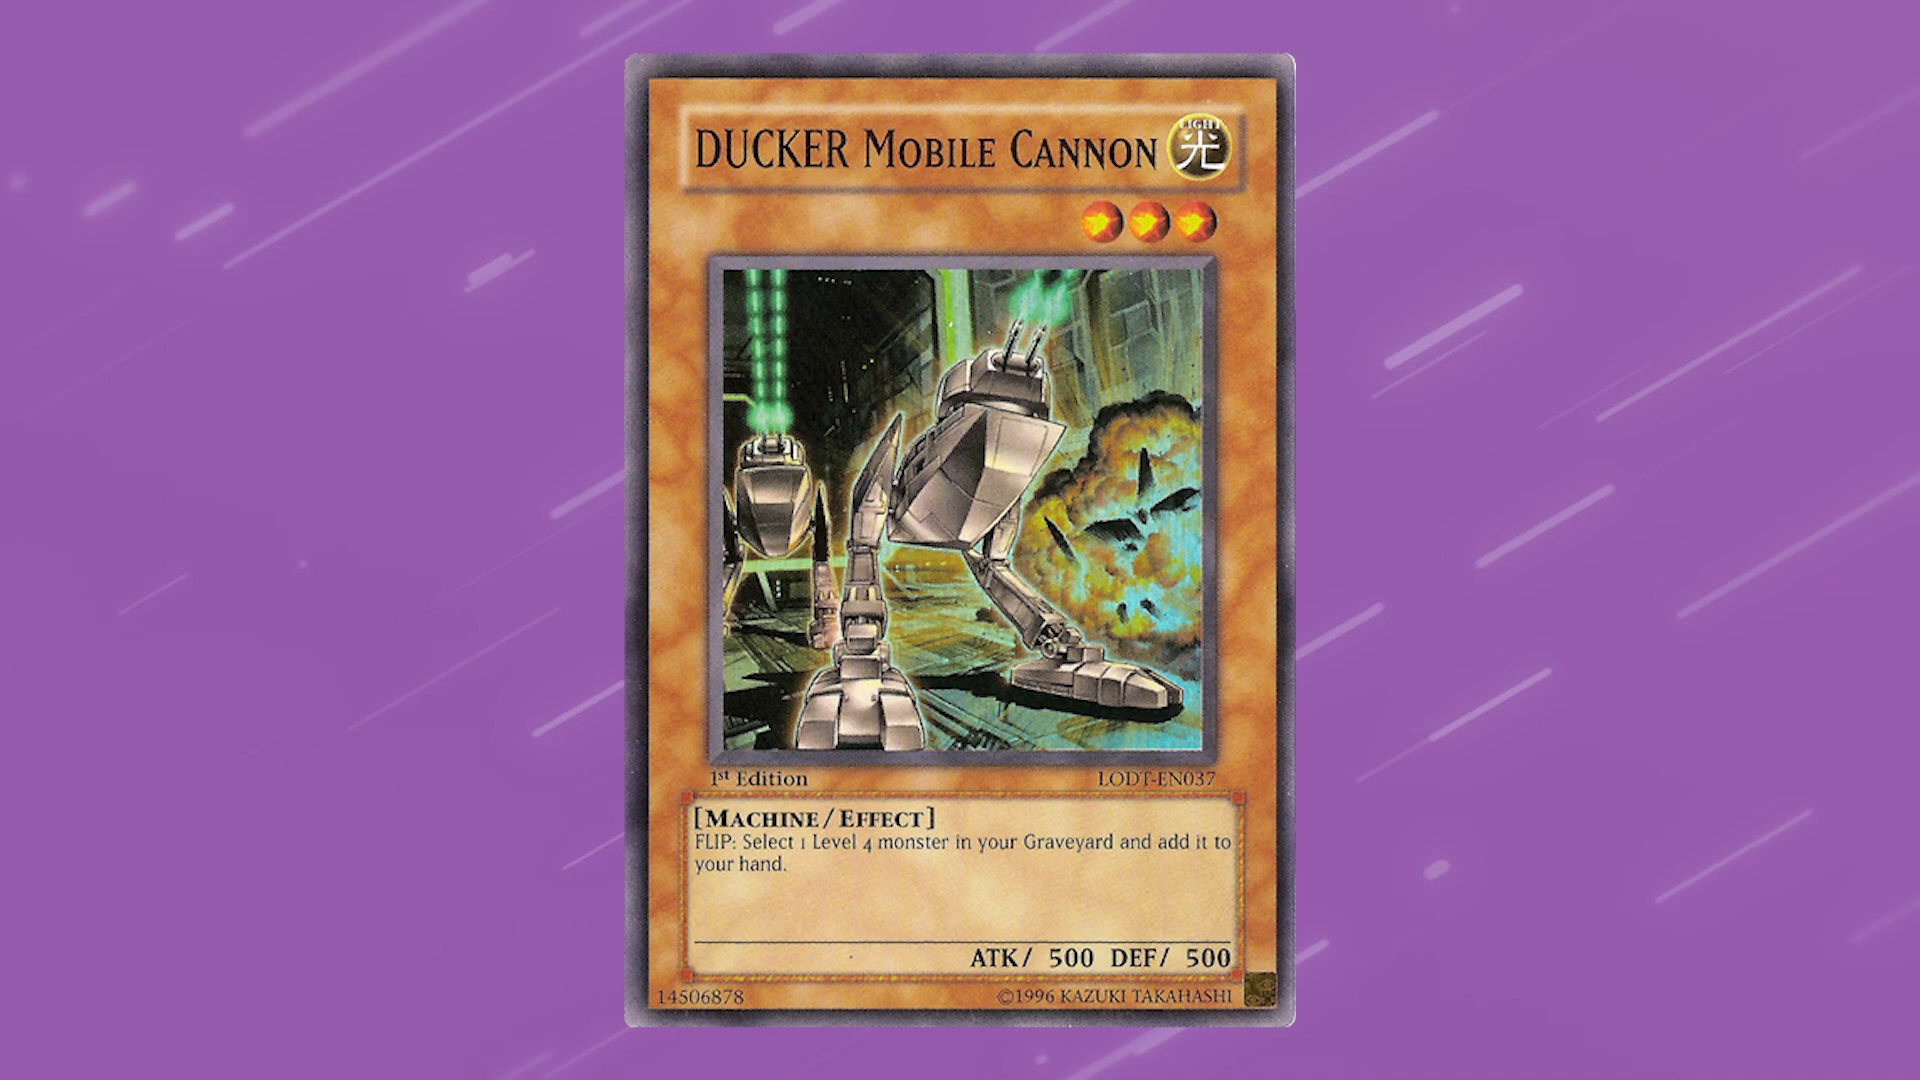 DUCKER MOBILE CANNON
LIGHT
光
1st Edition
LODT-EN037
[MACHINE/EFFECT]
FLIP: Select 1 Level 4 monster in your Graveyard and add it to
your hand.
ATK/ 500 DEF/ 500
14506878
©1996 KAZUKI TAKAHASHI